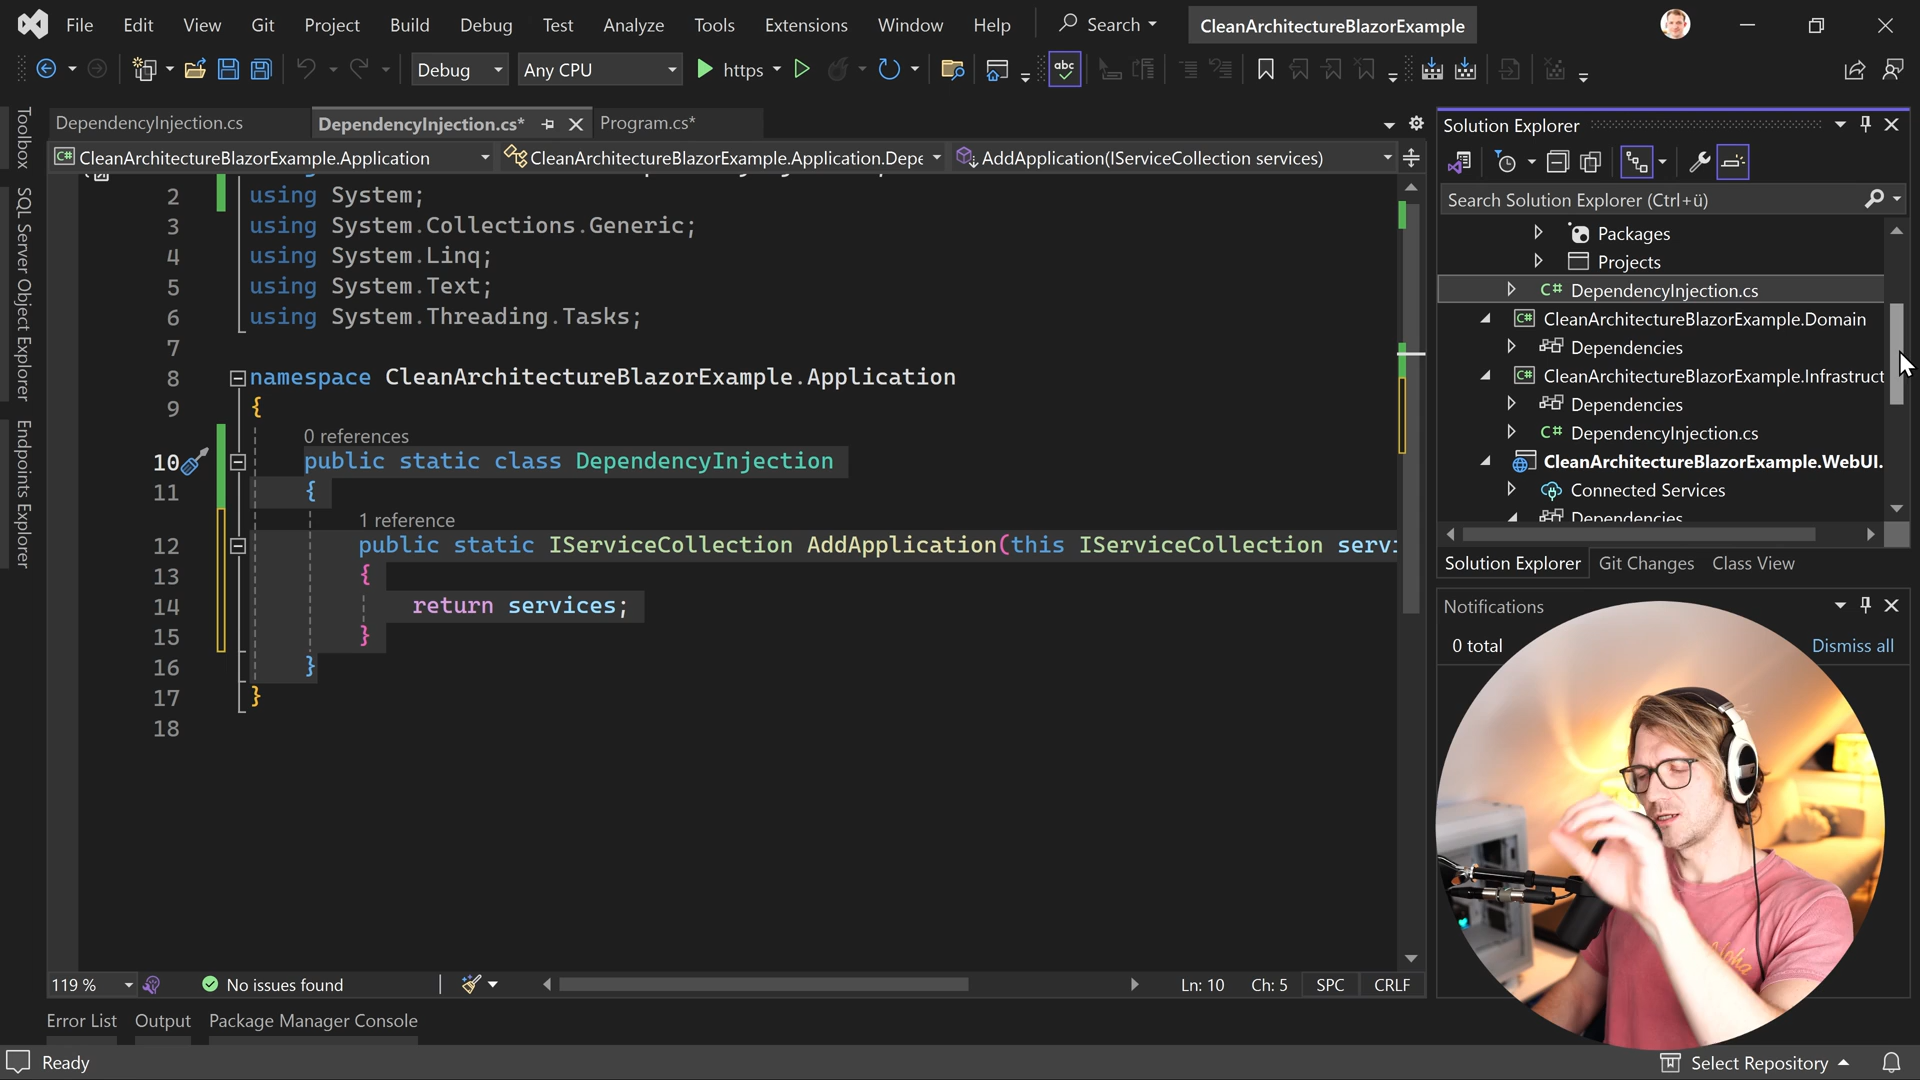 File Edit View Git Project Build Debug Test Analyze Tools Extensions Window Help Search CleanArchitectureBlazorExample
Debug Any CPU https abc
DependencyInjection.cs DependencyInjection.cs* Program.cs*
C# CleanArchitectureBlazorExample.Application CleanArchitectureBlazorExample.Application.Depe AddApplication(IServiceCollection services)
2 using System;
3 using System.Collections.Generic;
4 using System.Linq;
5 using System.Text;
6 using System.Threading.Tasks;
7
8 namespace CleanArchitectureBlazorExample.Application
9 {
0 references
10 public static class DependencyInjection
11 {
1 reference
12 public static IServiceCollection AddApplication(this IServiceCollection servi
13 {
14 return services;
15 }
16 }
17 }
18
119 % No issues found Ln: 10 Ch: 5 SPC CRLF
Error List Output Package Manager Console
Ready
Toolbox
SQL Server Object Explorer
Endpoints Explorer
Solution Explorer
Search Solution Explorer (Ctrl+ü)
Packages
Projects
C# DependencyInjection.cs
C# CleanArchitectureBlazorExample.Domain
Dependencies
C# CleanArchitectureBlazorExample.Infrastruct
Dependencies
C# DependencyInjection.cs
CleanArchitectureBlazorExample.WebUI.
Connected Services
Dependencies
Solution Explorer Git Changes Class View
Notifications
0 total Dismiss all
Select Repository